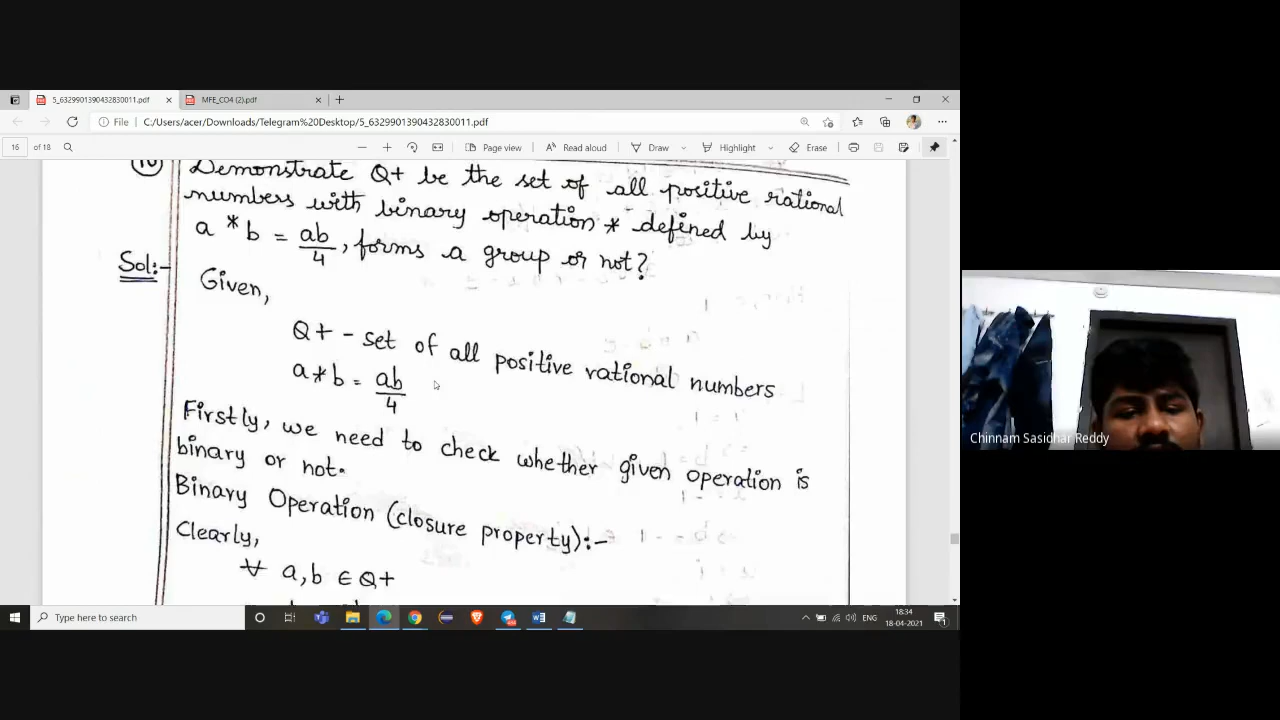 5_6329901390432830011.pdf
MFE_CO4 (2).pdf
File
C:/Users/acer/Downloads/Telegram%20Desktop/5_6329901390432830011.pdf
16 of 18
Page view
Read aloud
Draw
Highlight
Erase
Demonstrate Q+ be the set of all positive rational
numbers with binary operation * defined by
a * b = ab/4, forms a group or not?
Sol:-
Given,
Q+ - set of all positive rational numbers
a*b = ab/4
Firstly, we need to check whether given operation is
binary or not.
Binary Operation (closure property):-
Clearly,
∀ a,b ∈ Q+
Chinnam Sasidhar Reddy
Type here to search
ENG
18:34
18-04-2021